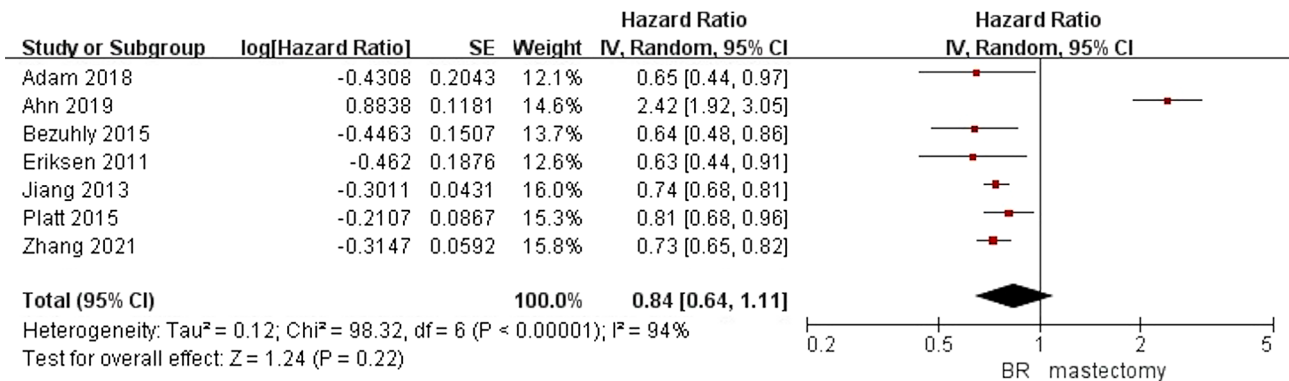 Hazard Ratio Hazard Ratio
Study or Subgroup log[Hazard Ratio] SE Weight IV, Random, 95% CI IV, Random, 95% CI
Adam 2018 -0.4308 0.2043 12.1% 0.65 [0.44, 0.97]
Ahn 2019 0.8838 0.1181 14.6% 2.42 [1.92, 3.05]
Bezuhly 2015 -0.4463 0.1507 13.7% 0.64 [0.48, 0.86]
Eriksen 2011 -0.462 0.1876 12.6% 0.63 [0.44, 0.91]
Jiang 2013 -0.3011 0.0431 16.0% 0.74 [0.68, 0.81]
Platt 2015 -0.2107 0.0867 15.3% 0.81 [0.68, 0.96]
Zhang 2021 -0.3147 0.0592 15.8% 0.73 [0.65, 0.82]
Total (95% CI) 100.0% 0.84 [0.64, 1.11]
Heterogeneity: Tau² = 0.12; Chi² = 98.32, df = 6 (P < 0.00001); I² = 94%
Test for overall effect: Z = 1.24 (P = 0.22)
0.2 0.5 1 2 5
BR mastectomy